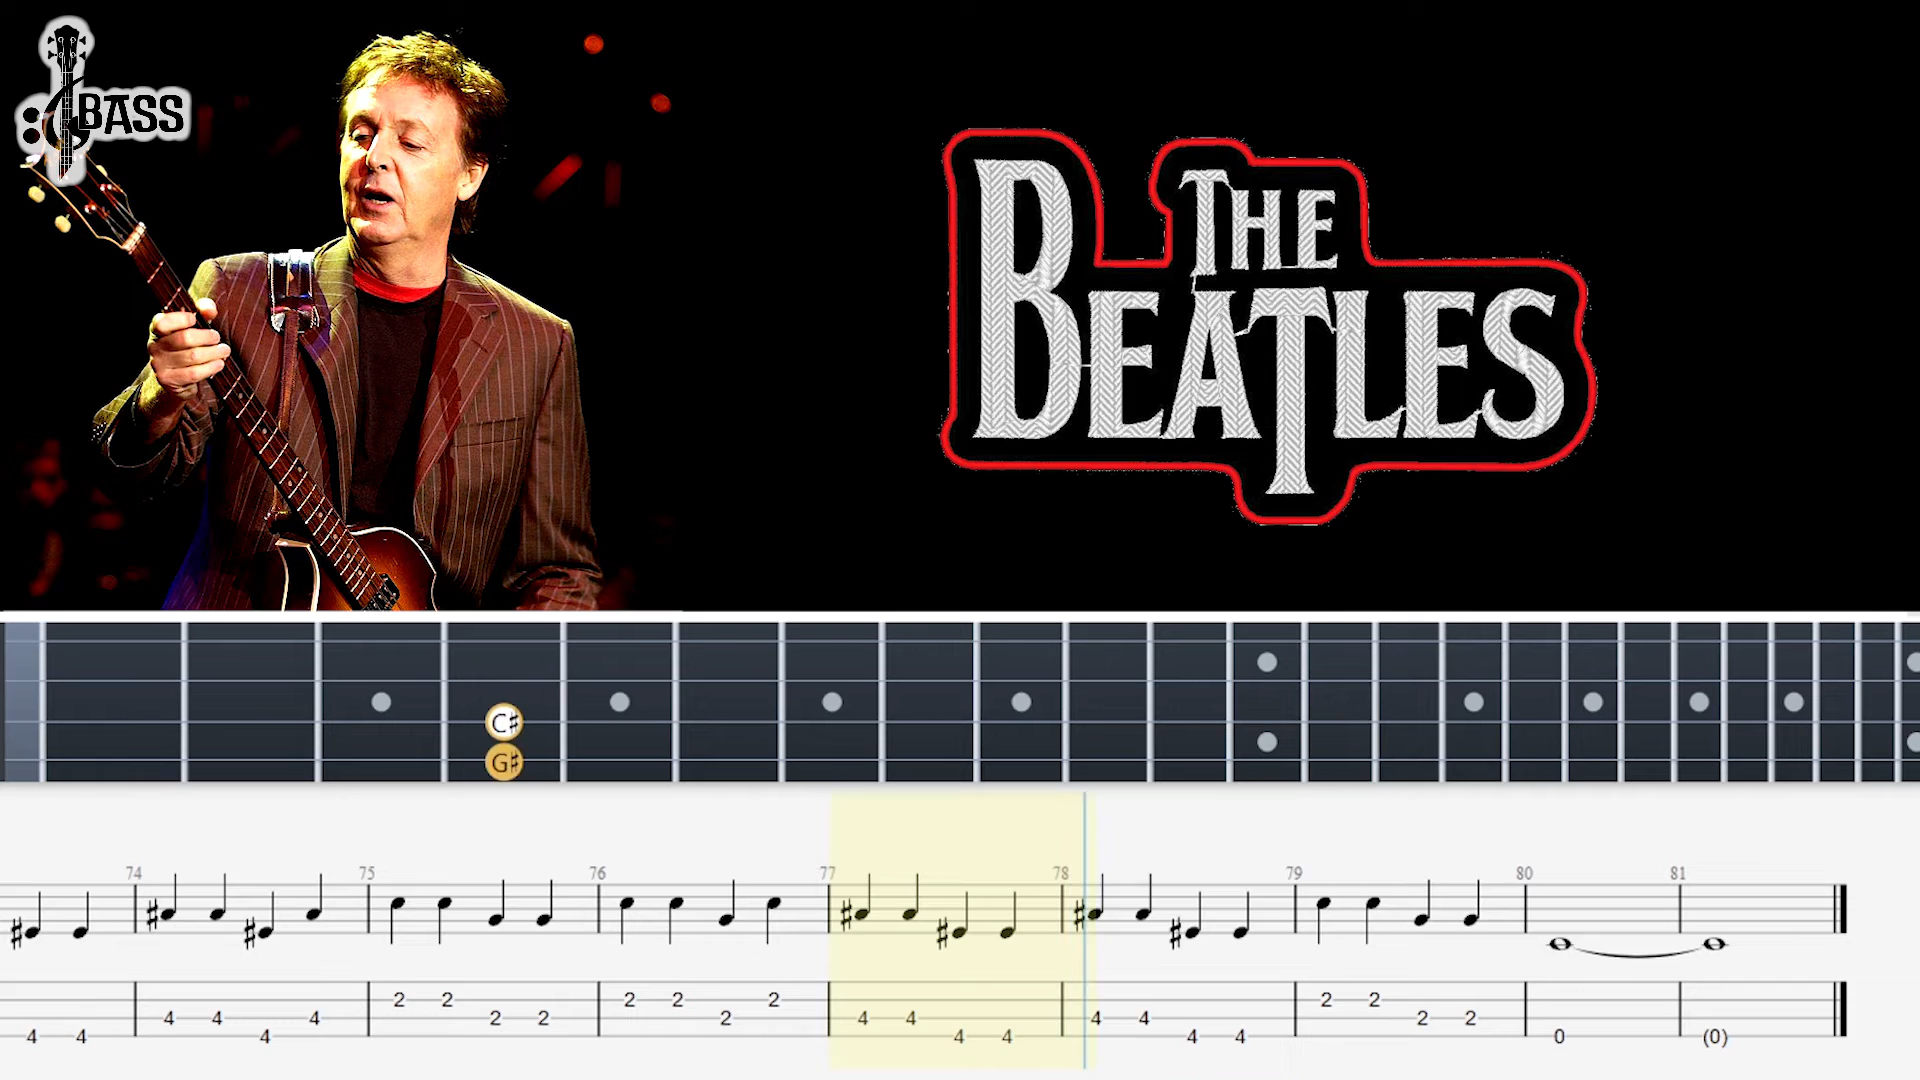 BASS
THE
BEATLES
C♯
G♯
74 75 76 77 78 79 80 81
2 2 2 2 2 2 2
4 4 4 2 2 2 4 4 4 4 2 2
4 4 4 4 4 4 4 0 (0)